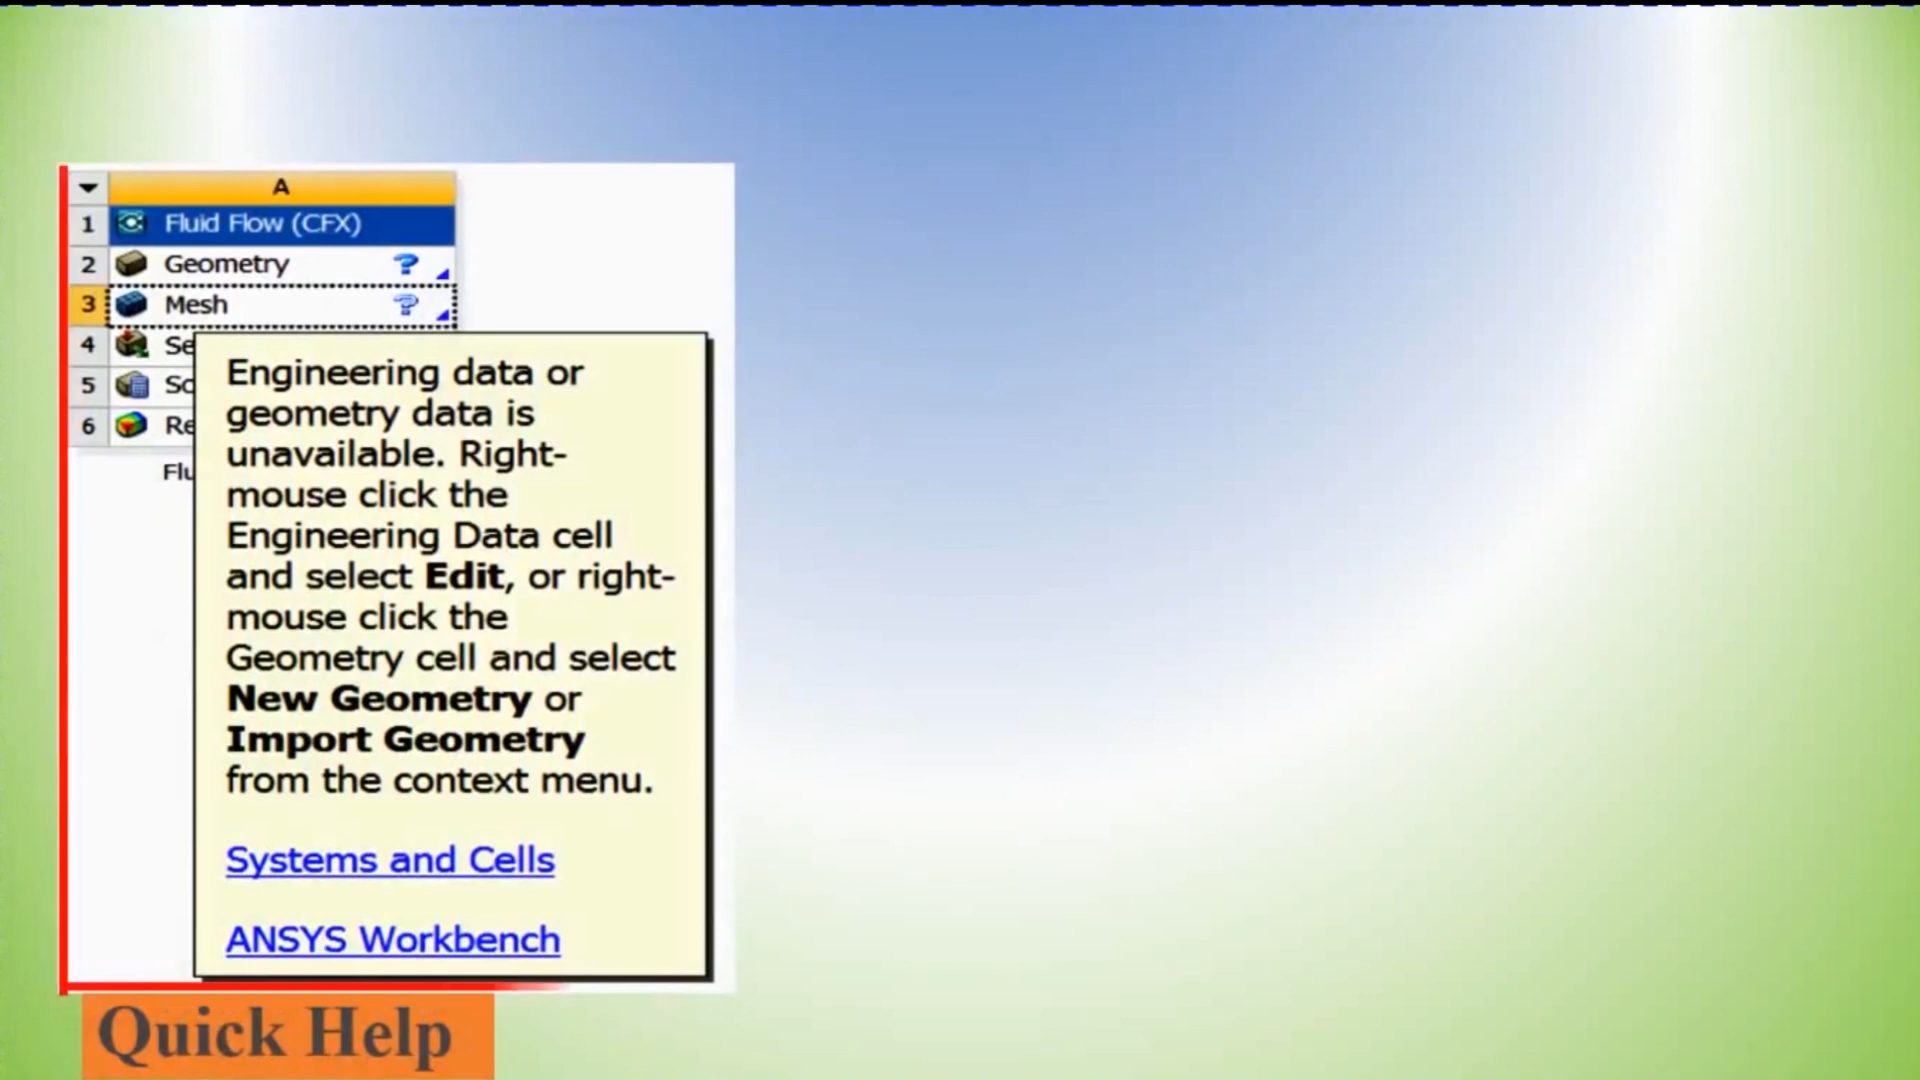 A
1 Fluid Flow (CFX)
2 Geometry ?
3 Mesh ?
4 Se
5 So
6 Re
Flu
Engineering data or
geometry data is
unavailable. Right-
mouse click the
Engineering Data cell
and select Edit, or right-
mouse click the
Geometry cell and select
New Geometry or
Import Geometry
from the context menu.
Systems and Cells
ANSYS Workbench
Quick Help